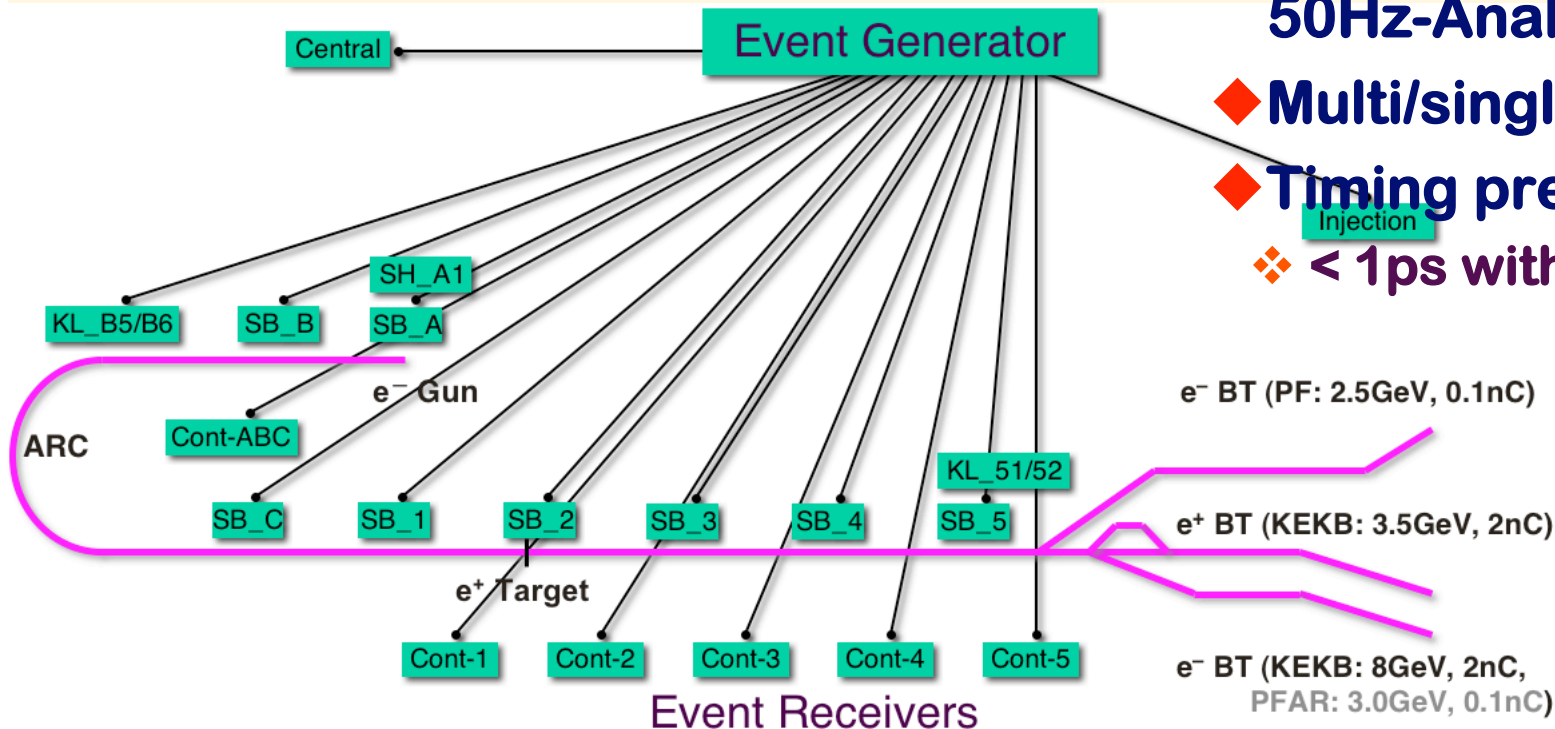 50Hz-Anal
Event Generator
Central
Multi/singl
Timing pre
Injection
< 1ps with
SH_A1
KL_B5/B6
SB_B
SB_A
e⁻ Gun
e⁻ BT (PF: 2.5GeV, 0.1nC)
Cont-ABC
ARC
KL_51/52
SB_C
SB_1
SB_2
SB_3
SB_4
SB_5
e⁺ BT (KEKB: 3.5GeV, 2nC)
e⁺ Target
Cont-1
Cont-2
Cont-3
Cont-4
Cont-5
e⁻ BT (KEKB: 8GeV, 2nC,
PFAR: 3.0GeV, 0.1nC)
Event Receivers